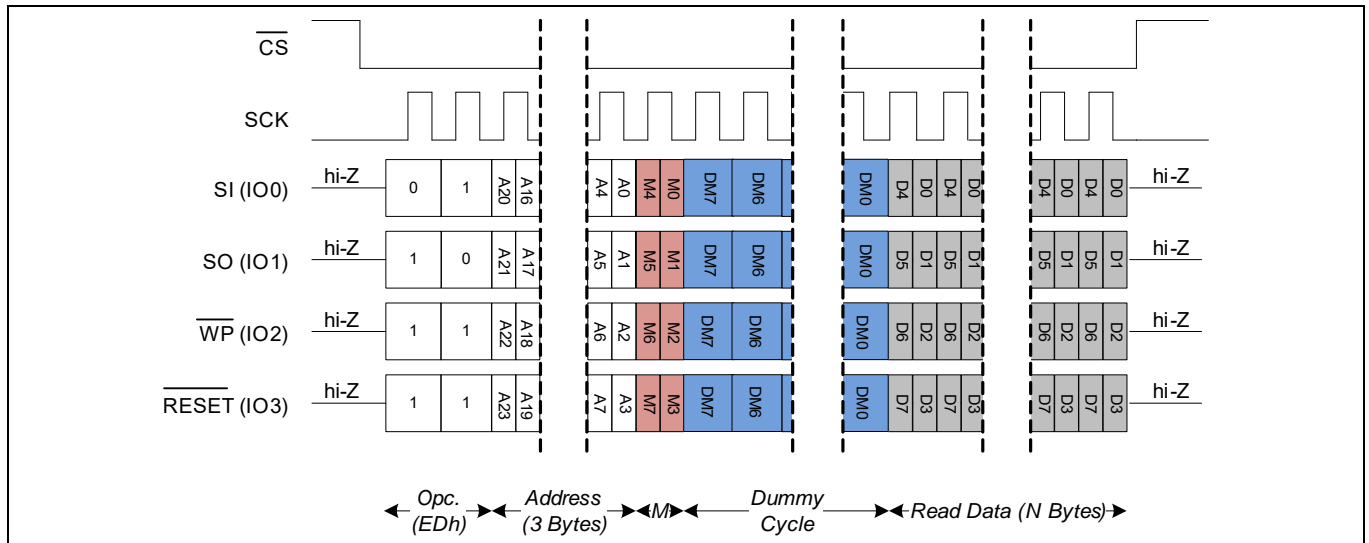 CS
SCK
SI (IO0) hi-Z 0 1 A20 A16 A4 A0 M4 M0 DM7 DM6 DM0 D4 D0 D4 D0 D4 D0 D4 D0 hi-Z
SO (IO1) hi-Z 1 0 A21 A17 A5 A1 M5 M1 DM7 DM6 DM0 D5 D1 D5 D1 D5 D1 D5 D1 hi-Z
WP (IO2) hi-Z 1 1 A22 A18 A6 A2 M6 M2 DM7 DM6 DM0 D6 D2 D6 D2 D6 D2 D6 D2 hi-Z
RESET (IO3) hi-Z 1 1 A23 A19 A7 A3 M7 M3 DM7 DM6 DM0 D7 D3 D7 D3 D7 D3 D7 D3 hi-Z
Opc. Address M Dummy Read Data (N Bytes)
(EDh) (3 Bytes) Cycle